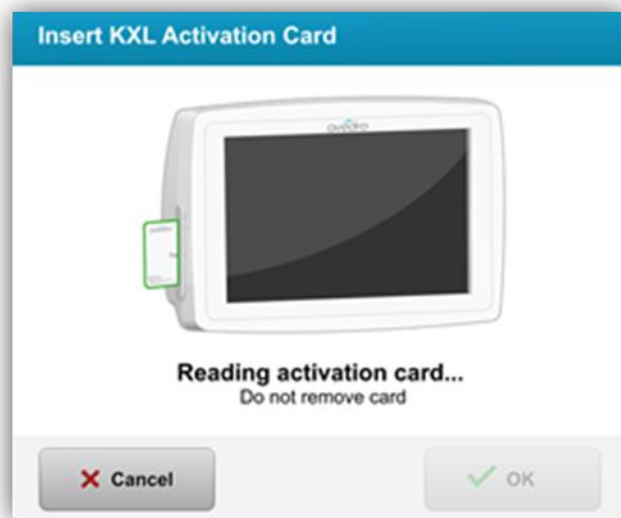 Insert KXL Activation Card
avedro
Reading activation card...
Do not remove card
Cancel
OK